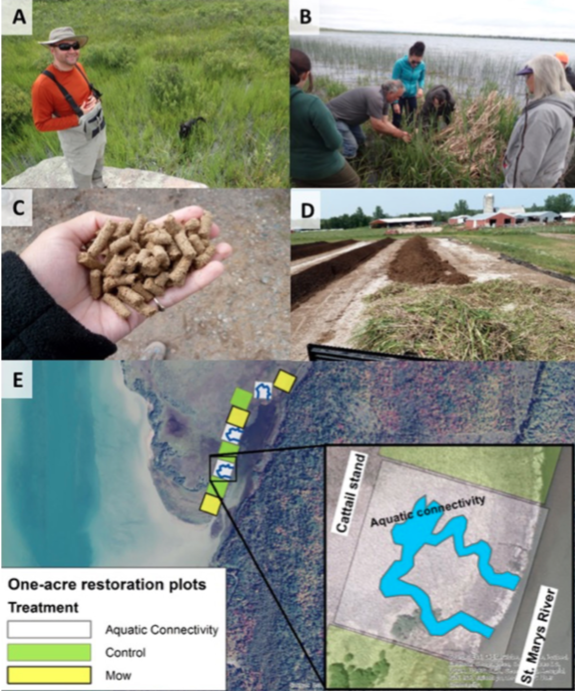 A
B
C
D
E
Cattail stand
Aquatic connectivity
St. Marys River
One-acre restoration plots
Treatment
Aquatic Connectivity
Control
Mow